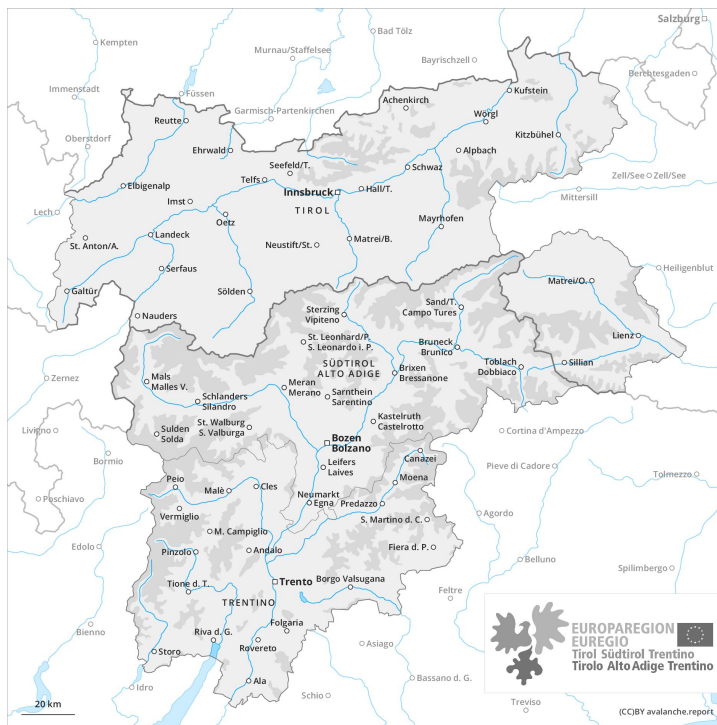 Salzburg
Bad Tölz
Kempten
Murnau/Staffelsee
Bayrischzell
Berchtesgaden
Immenstadt
Füssen
Garmisch-Partenkirchen
Achenkirch
Kufstein
Reutte
Wörgl
Oberstdorf
Ehrwald
Kitzbühel
Alpbach
Seefeld/T.
Schwaz
Telfs
Zell/See
Zell/See
Elbigenalp
Innsbruck
Hall/T.
Mittersill
Imst
TIROL
Lech
Oetz
Mayrhofen
St. Anton/A.
Landeck
Neustift/St.
Matrei/B.
Serfaus
Heiligenblut
Galtür
Sölden
Matrei/O.
Nauders
Sterzing
Vipiteno
Sand/T.
Campo Tures
St. Leonhard/P.
S. Leonardo i. P.
Bruneck
Brunico
Lienz
SÜDTIROL
ALTO ADIGE
Toblach
Dobbiaco
Sillian
Zernez
Mals
Malles V.
Meran
Merano
Brixen
Bressanone
Schlanders
Silandro
Sarnthein
Sarentino
St. Walburg
S. Valburga
Kastelruth
Castelrotto
Livigno
Sulden
Solda
Bozen
Bolzano
Cortina d'Ampezzo
Bormio
Canazei
Pieve di Cadore
Leifers
Laives
Tolmezzo
Peio
Malè
Cles
Moena
Poschiavo
Neumarkt
Egna
Predazzo
Vermiglio
Agordo
S. Martino d. C.
M. Campiglio
Edolo
Pinzolo
Andalo
Fiera d. P.
Belluno
Spilimbergo
Tione d. T.
Trento
Borgo Valsugana
Feltre
TRENTINO
Folgaria
Bienno
Riva d. G.
Rovereto
Asiago
Storo
Ala
Bassano d. G.
Idro
Schio
Treviso
EUROPAREGION
EUREGIO
Tirol Südtirol Trentino
Tirolo Alto Adige Trentino
20 km
(CC)BY avalanche.report